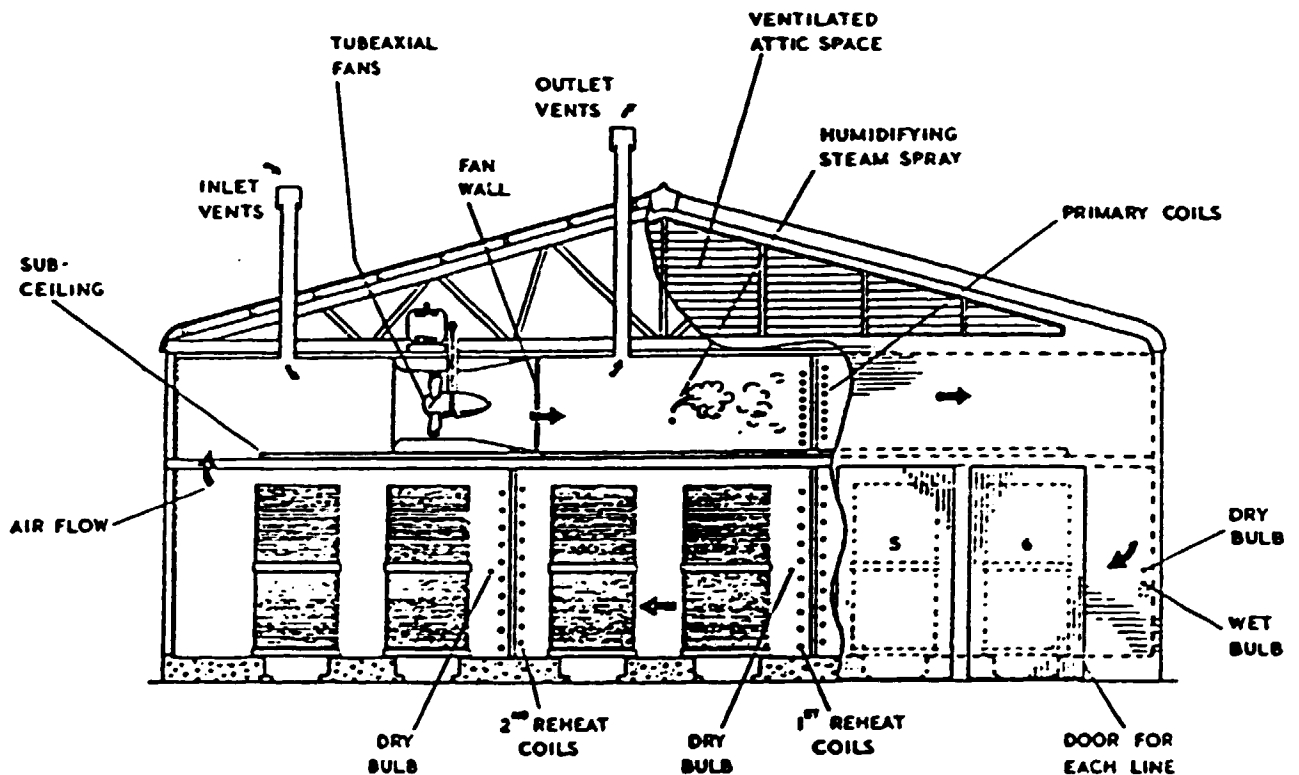 VENTILATED
ATTIC SPACE
TUBEAXIAL
FANS
OUTLET
VENTS
HUMIDIFYING
STEAM SPRAY
FAN
WALL
INLET
VENTS
PRIMARY COILS
SUB-
CEILING
AIR FLOW
5 6
DRY
BULB
WET
BULB
DRY
BULB
2ND REHEAT
COILS
DRY
BULB
1ST REHEAT
COILS
DOOR FOR
EACH LINE